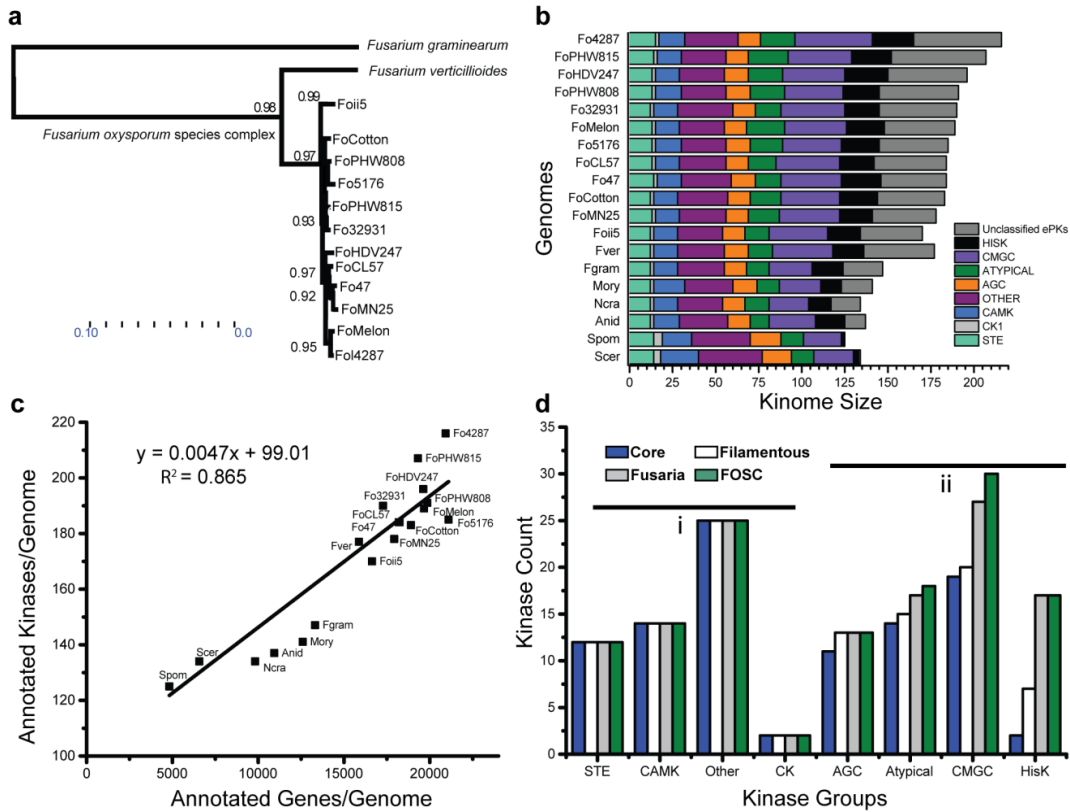 a
Fusarium graminearum
Fusarium verticillioides
0.98
0.99
Foii5
Fusarium oxysporum species complex
FoCotton
0.97
FoPHW808
Fo5176
FoPHW815
0.93
Fo32931
FoHDV247
0.97
FoCL57
Fo47
0.92
FoMN25
FoMelon
0.95
Fol4287
0.10
0.0
b
Genomes
Fo4287
FoPHW815
FoHDV247
FoPHW808
Fo32931
FoMelon
Fo5176
FoCL57
Fo47
FoCotton
FoMN25
Foii5
Fver
Fgram
Mory
Ncra
Anid
Spom
Scer
Unclassified ePKs
HISK
CMGC
ATYPICAL
AGC
OTHER
CAMK
CK1
STE
0 25 50 75 100 125 150 175 200
Kinome Size
c
Annotated Kinases/Genome
220
200
180
160
140
120
100
y = 0.0047x + 99.01
R² = 0.865
Fo4287
FoPHW815
FoHDV247
Fo32931
FoPHW808
FoCL57
FoMelon
Fo47
Fo5176
FoCotton
Fver
FoMN25
Foii5
Fgram
Scer
Mory
Anid
Ncra
Spom
0 5000 10000 15000 20000
Annotated Genes/Genome
d
Kinase Count
35
30
25
20
15
10
5
0
Core
Filamentous
Fusaria
FOSC
i
ii
STE CAMK Other CK AGC Atypical CMGC HisK
Kinase Groups